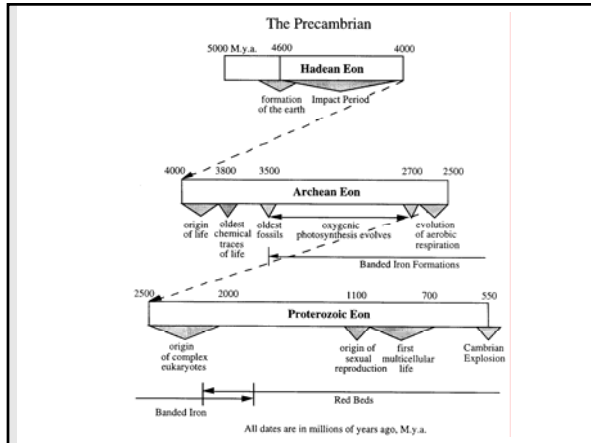 The Precambrian
5000 M.y.a. 4600 4000
Hadean Eon
formation
of the earth
Impact Period
4000 3800 3500 2700 2500
Archean Eon
origin
of life
oldest
chemical
traces
of life
oldest
fossils
oxygenic
photosynthesis evolves
evolution
of aerobic
respiration
Banded Iron Formations
2500 2000 1100 700 550
Proterozoic Eon
origin
of complex
eukaryotes
origin of
sexual
reproduction
first
multicellular
life
Cambrian
Explosion
Banded Iron
Red Beds
All dates are in millions of years ago, M.y.a.